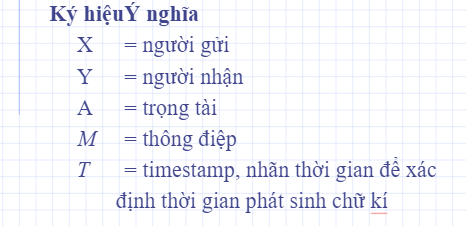 Ký hiệuÝ nghĩa
X = người gửi
Y = người nhận
A = trọng tài
M = thông điệp
T = timestamp, nhãn thời gian để xác
định thời gian phát sinh chữ kí